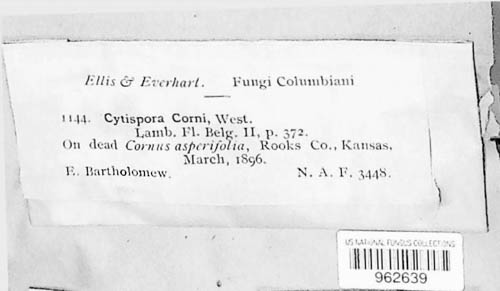 Ellis & Everhart. Fungi Columbiani
1144. Cytispora Corni, West.
Lamb. Fl. Belg. II, p. 372.
On dead Cornus asperifolia, Rooks Co., Kansas.
March, 1896.
E. Bartholomew. N. A. F. 3448.
US NATIONAL FUNGUS COLLECTIONS
962639